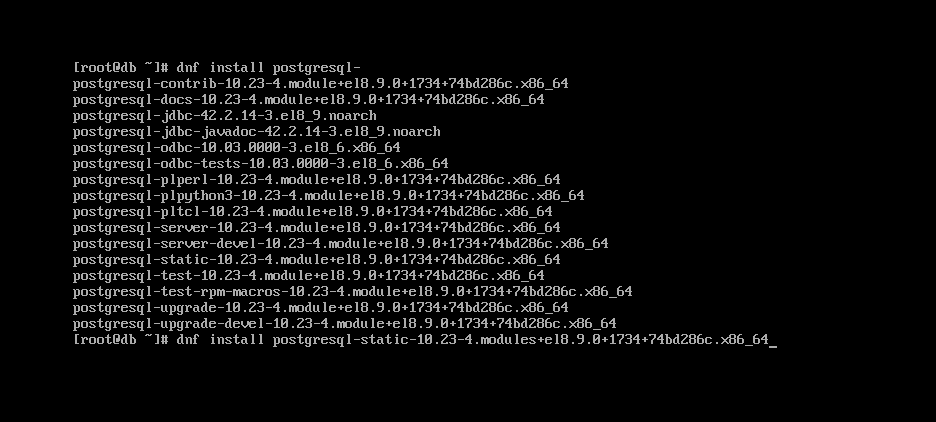 [root@db ~]# dnf install postgresql-
postgresql-contrib-10.23-4.module+el8.9.0+1734+74bd286c.x86_64
postgresql-docs-10.23-4.module+el8.9.0+1734+74bd286c.x86_64
postgresql-jdbc-42.2.14-3.el8_9.noarch
postgresql-jdbc-javadoc-42.2.14-3.el8_9.noarch
postgresql-odbc-10.03.0000-3.el8_6.x86_64
postgresql-odbc-tests-10.03.0000-3.el8_6.x86_64
postgresql-plperl-10.23-4.module+el8.9.0+1734+74bd286c.x86_64
postgresql-plpython3-10.23-4.module+el8.9.0+1734+74bd286c.x86_64
postgresql-pltcl-10.23-4.module+el8.9.0+1734+74bd286c.x86_64
postgresql-server-10.23-4.module+el8.9.0+1734+74bd286c.x86_64
postgresql-server-devel-10.23-4.module+el8.9.0+1734+74bd286c.x86_64
postgresql-static-10.23-4.module+el8.9.0+1734+74bd286c.x86_64
postgresql-test-10.23-4.module+el8.9.0+1734+74bd286c.x86_64
postgresql-test-rpm-macros-10.23-4.module+el8.9.0+1734+74bd286c.x86_64
postgresql-upgrade-10.23-4.module+el8.9.0+1734+74bd286c.x86_64
postgresql-upgrade-devel-10.23-4.module+el8.9.0+1734+74bd286c.x86_64
[root@db ~]# dnf install postgresql-static-10.23-4.modules+el8.9.0+1734+74bd286c.x86_64_